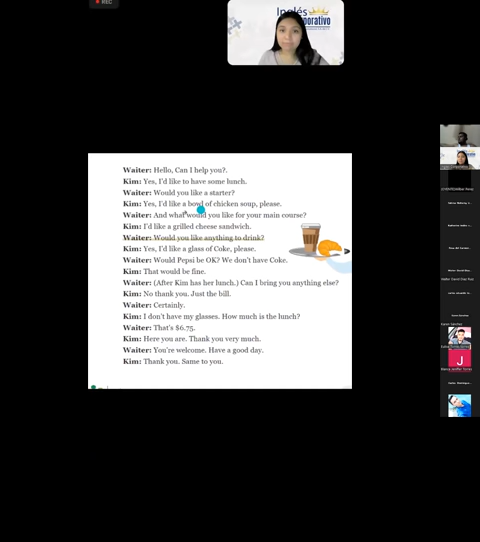 REC
Inglés
Corporativo
Waiter: Hello, Can I help you?.
Kim: Yes, I'd like to have some lunch.
Waiter: Would you like a starter?
Kim: Yes, I'd like a bowl of chicken soup, please.
Waiter: And what would you like for your main course?
Kim: I'd like a grilled cheese sandwich.
Waiter: Would you like anything to drink?
Kim: Yes, I'd like a glass of Coke, please.
Waiter: Would Pepsi be OK? We don't have Coke.
Kim: That would be fine.
Waiter: (After Kim has her lunch.) Can I bring you anything else?
Kim: No thank you. Just the bill.
Waiter: Certainly.
Kim: I don't have my glasses. How much is the lunch?
Waiter: That's $6.75.
Kim: Here you are. Thank you very much.
Waiter: You're welcome. Have a good day.
Kim: Thank you. Same to you.
J